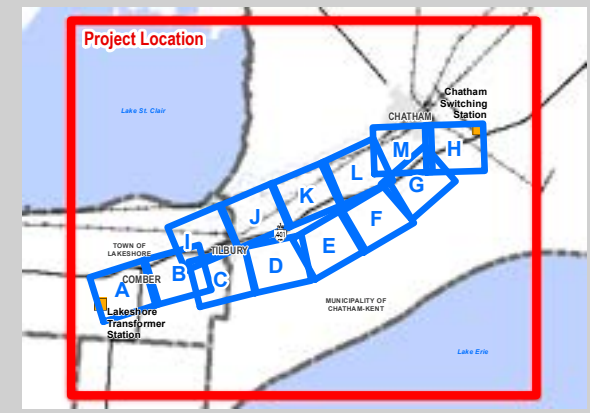 Project Location
Lake St. Clair
Chatham
Switching
Station
CHATHAM
M
H
L
G
K
J
F
I
401
TOWN OF
LAKESHORE
TILBURY
E
D
B
C
COMBER
A
Lakeshore
Transformer
Station
MUNICIPALITY OF
CHATHAM-KENT
Lake Erie